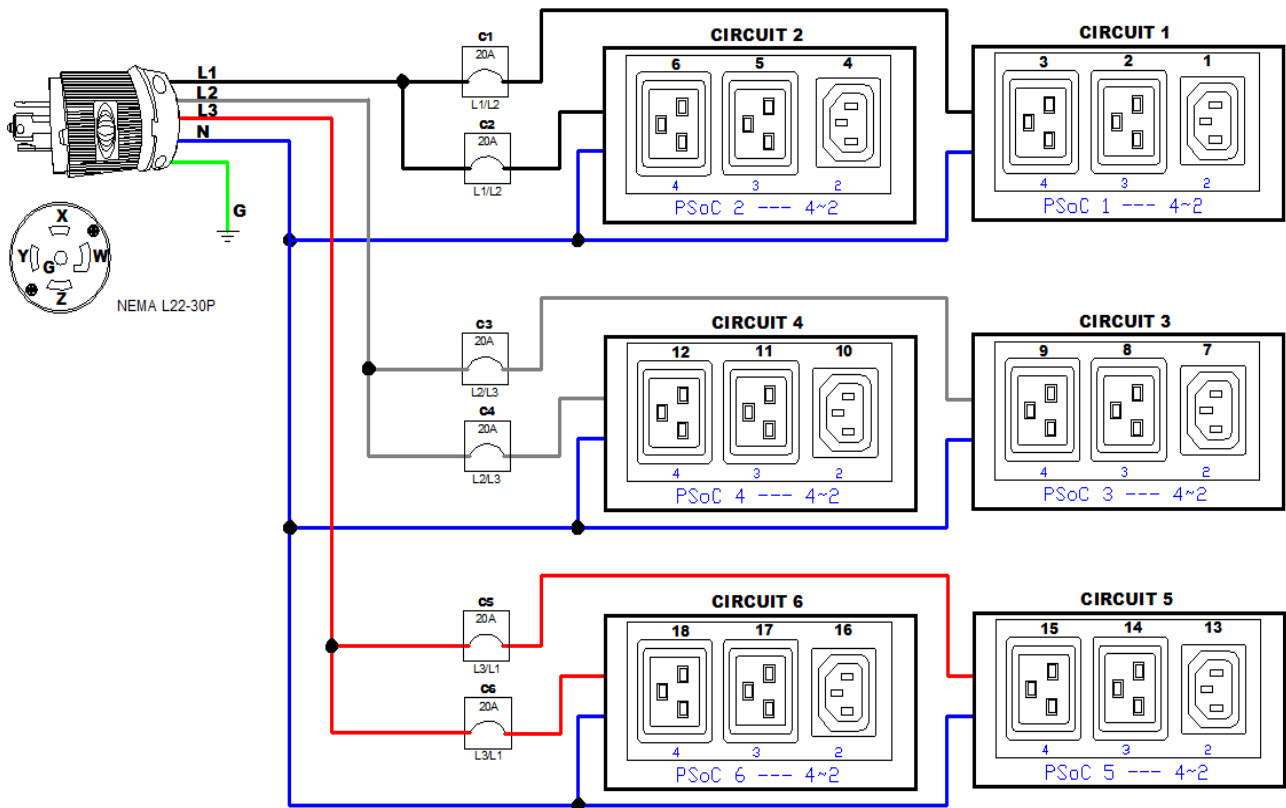 L1
L2
L3
N
G
X
Y
G
W
Z
NEMA L22-30P
C1
20A
L1/L2
C2
20A
L1/L2
CIRCUIT 2
6 5 4
4 3 2
PSoC 2 --- 4~2
CIRCUIT 1
3 2 1
4 3 2
PSoC 1 --- 4~2
C3
20A
L2/L3
C4
20A
L2/L3
CIRCUIT 4
12 11 10
4 3 2
PSoC 4 --- 4~2
CIRCUIT 3
9 8 7
4 3 2
PSoC 3 --- 4~2
C5
20A
L3/L1
C6
20A
L3/L1
CIRCUIT 6
18 17 16
4 3 2
PSoC 6 --- 4~2
CIRCUIT 5
15 14 13
4 3 2
PSoC 5 --- 4~2